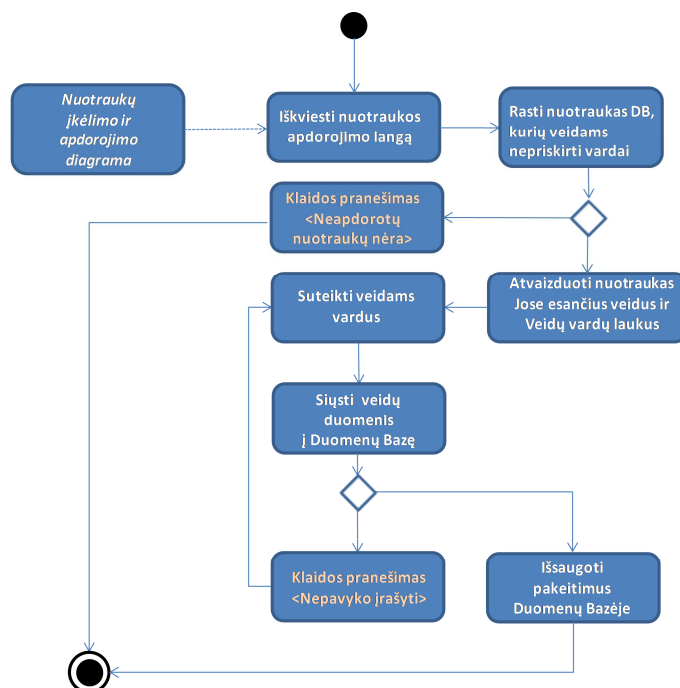 Nuotraukų
įkėlimo ir
apdorojimo
diagrama
Iškviesti nuotraukos
apdorojimo langą
Rasti nuotraukas DB,
kurių veidams
nepriskirti vardai
Klaidos pranešimas
<Neapdorotų
nuotraukų nėra>
Atvaizduoti nuotraukas
Jose esančius veidus ir
Veidų vardų laukus
Suteikti veidams
vardus
Siųsti veidų
duomenis
į Duomenų Bazę
Klaidos pranešimas
<Nepavyko įrašyti>
Išsaugoti
pakeitimus
Duomenų Bazėje